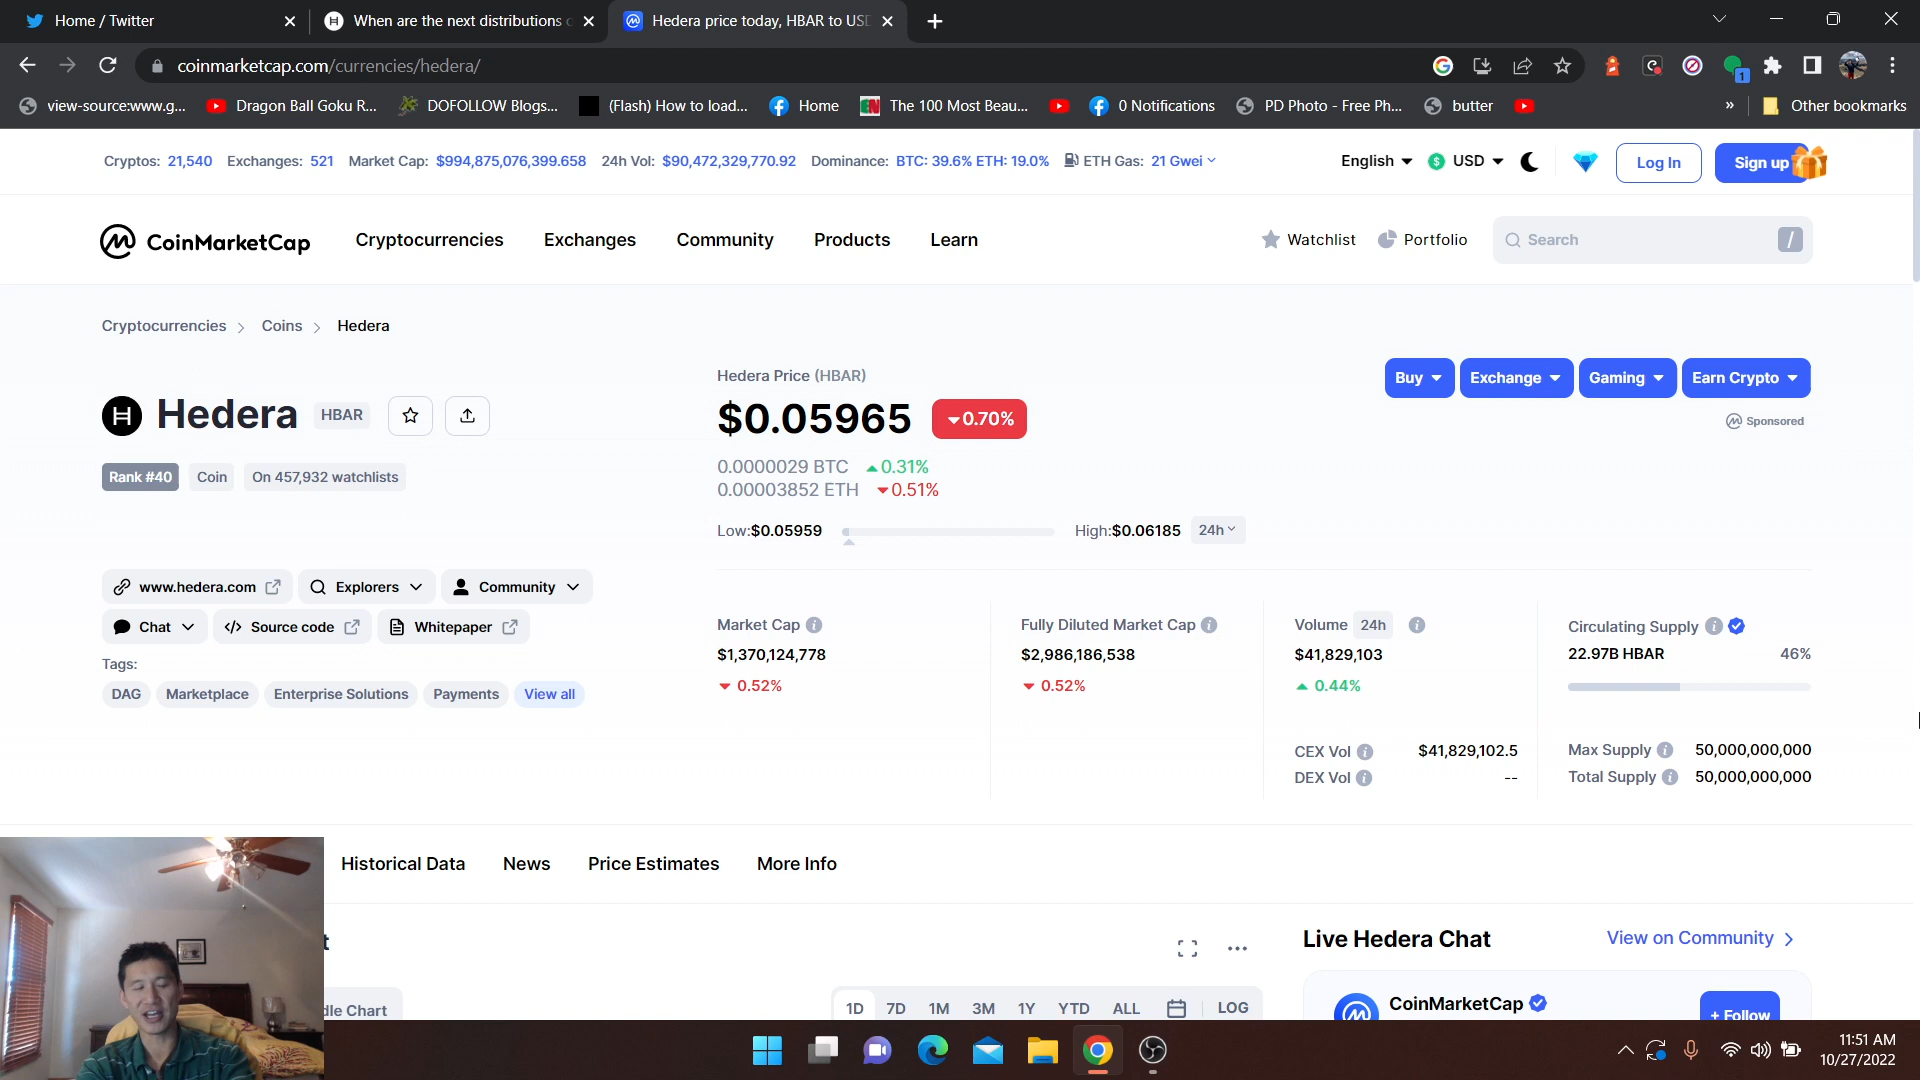 Home / Twitter
When are the next distributions
Hedera price today, HBAR to USD
coinmarketcap.com/currencies/hedera/
view-source:www.g...
Dragon Ball Goku R...
DOFOLLOW Blogs...
(Flash) How to load...
Home
The 100 Most Beau...
0 Notifications
PD Photo - Free Ph...
butter
»
Other bookmarks
Cryptos: 21,540 Exchanges: 521 Market Cap: $994,875,076,399.658 24h Vol: $90,472,329,770.92 Dominance: BTC: 39.6% ETH: 19.0% ETH Gas: 21 Gwei
English
USD
Log In
Sign up
CoinMarketCap
Cryptocurrencies
Exchanges
Community
Products
Learn
Watchlist
Portfolio
Search
/
Cryptocurrencies > Coins > Hedera
Hedera HBAR
Rank #40
Coin
On 457,932 watchlists
Hedera Price (HBAR)
$0.05965
0.70%
0.0000029 BTC 0.31%
0.00003852 ETH 0.51%
Low:$0.05959
High:$0.06185
24h
Buy
Exchange
Gaming
Earn Crypto
Sponsored
www.hedera.com
Explorers
Community
Chat
Source code
Whitepaper
Tags:
DAG
Marketplace
Enterprise Solutions
Payments
View all
Market Cap
$1,370,124,778
0.52%
Fully Diluted Market Cap
$2,986,186,538
0.52%
Volume 24h
$41,829,103
0.44%
CEX Vol $41,829,102.5
DEX Vol --
Circulating Supply
22.97B HBAR 46%
Max Supply 50,000,000,000
Total Supply 50,000,000,000
Historical Data
News
Price Estimates
More Info
1D 7D 1M 3M 1Y YTD ALL LOG
Live Hedera Chat
View on Community >
CoinMarketCap
+ Follow
11:51 AM
10/27/2022